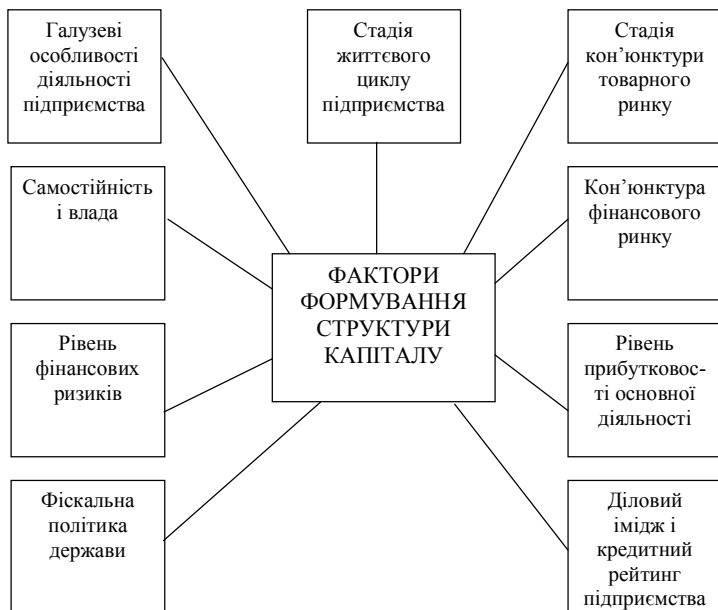 Галузеві
особливості
діяльності
підприємства
Стадія
життєвого
циклу
підприємства
Стадія
кон’юнктури
товарного
ринку
Самостійність
і влада
Кон’юнктура
фінансового
ринку
ФАКТОРИ
ФОРМУВАННЯ
СТРУКТУРИ
КАПІТАЛУ
Рівень
фінансових
ризиків
Рівень
прибутковос-
ті основної
діяльності
Фіскальна
політика
держави
Діловий
імідж і
кредитний
рейтинг
підприємства